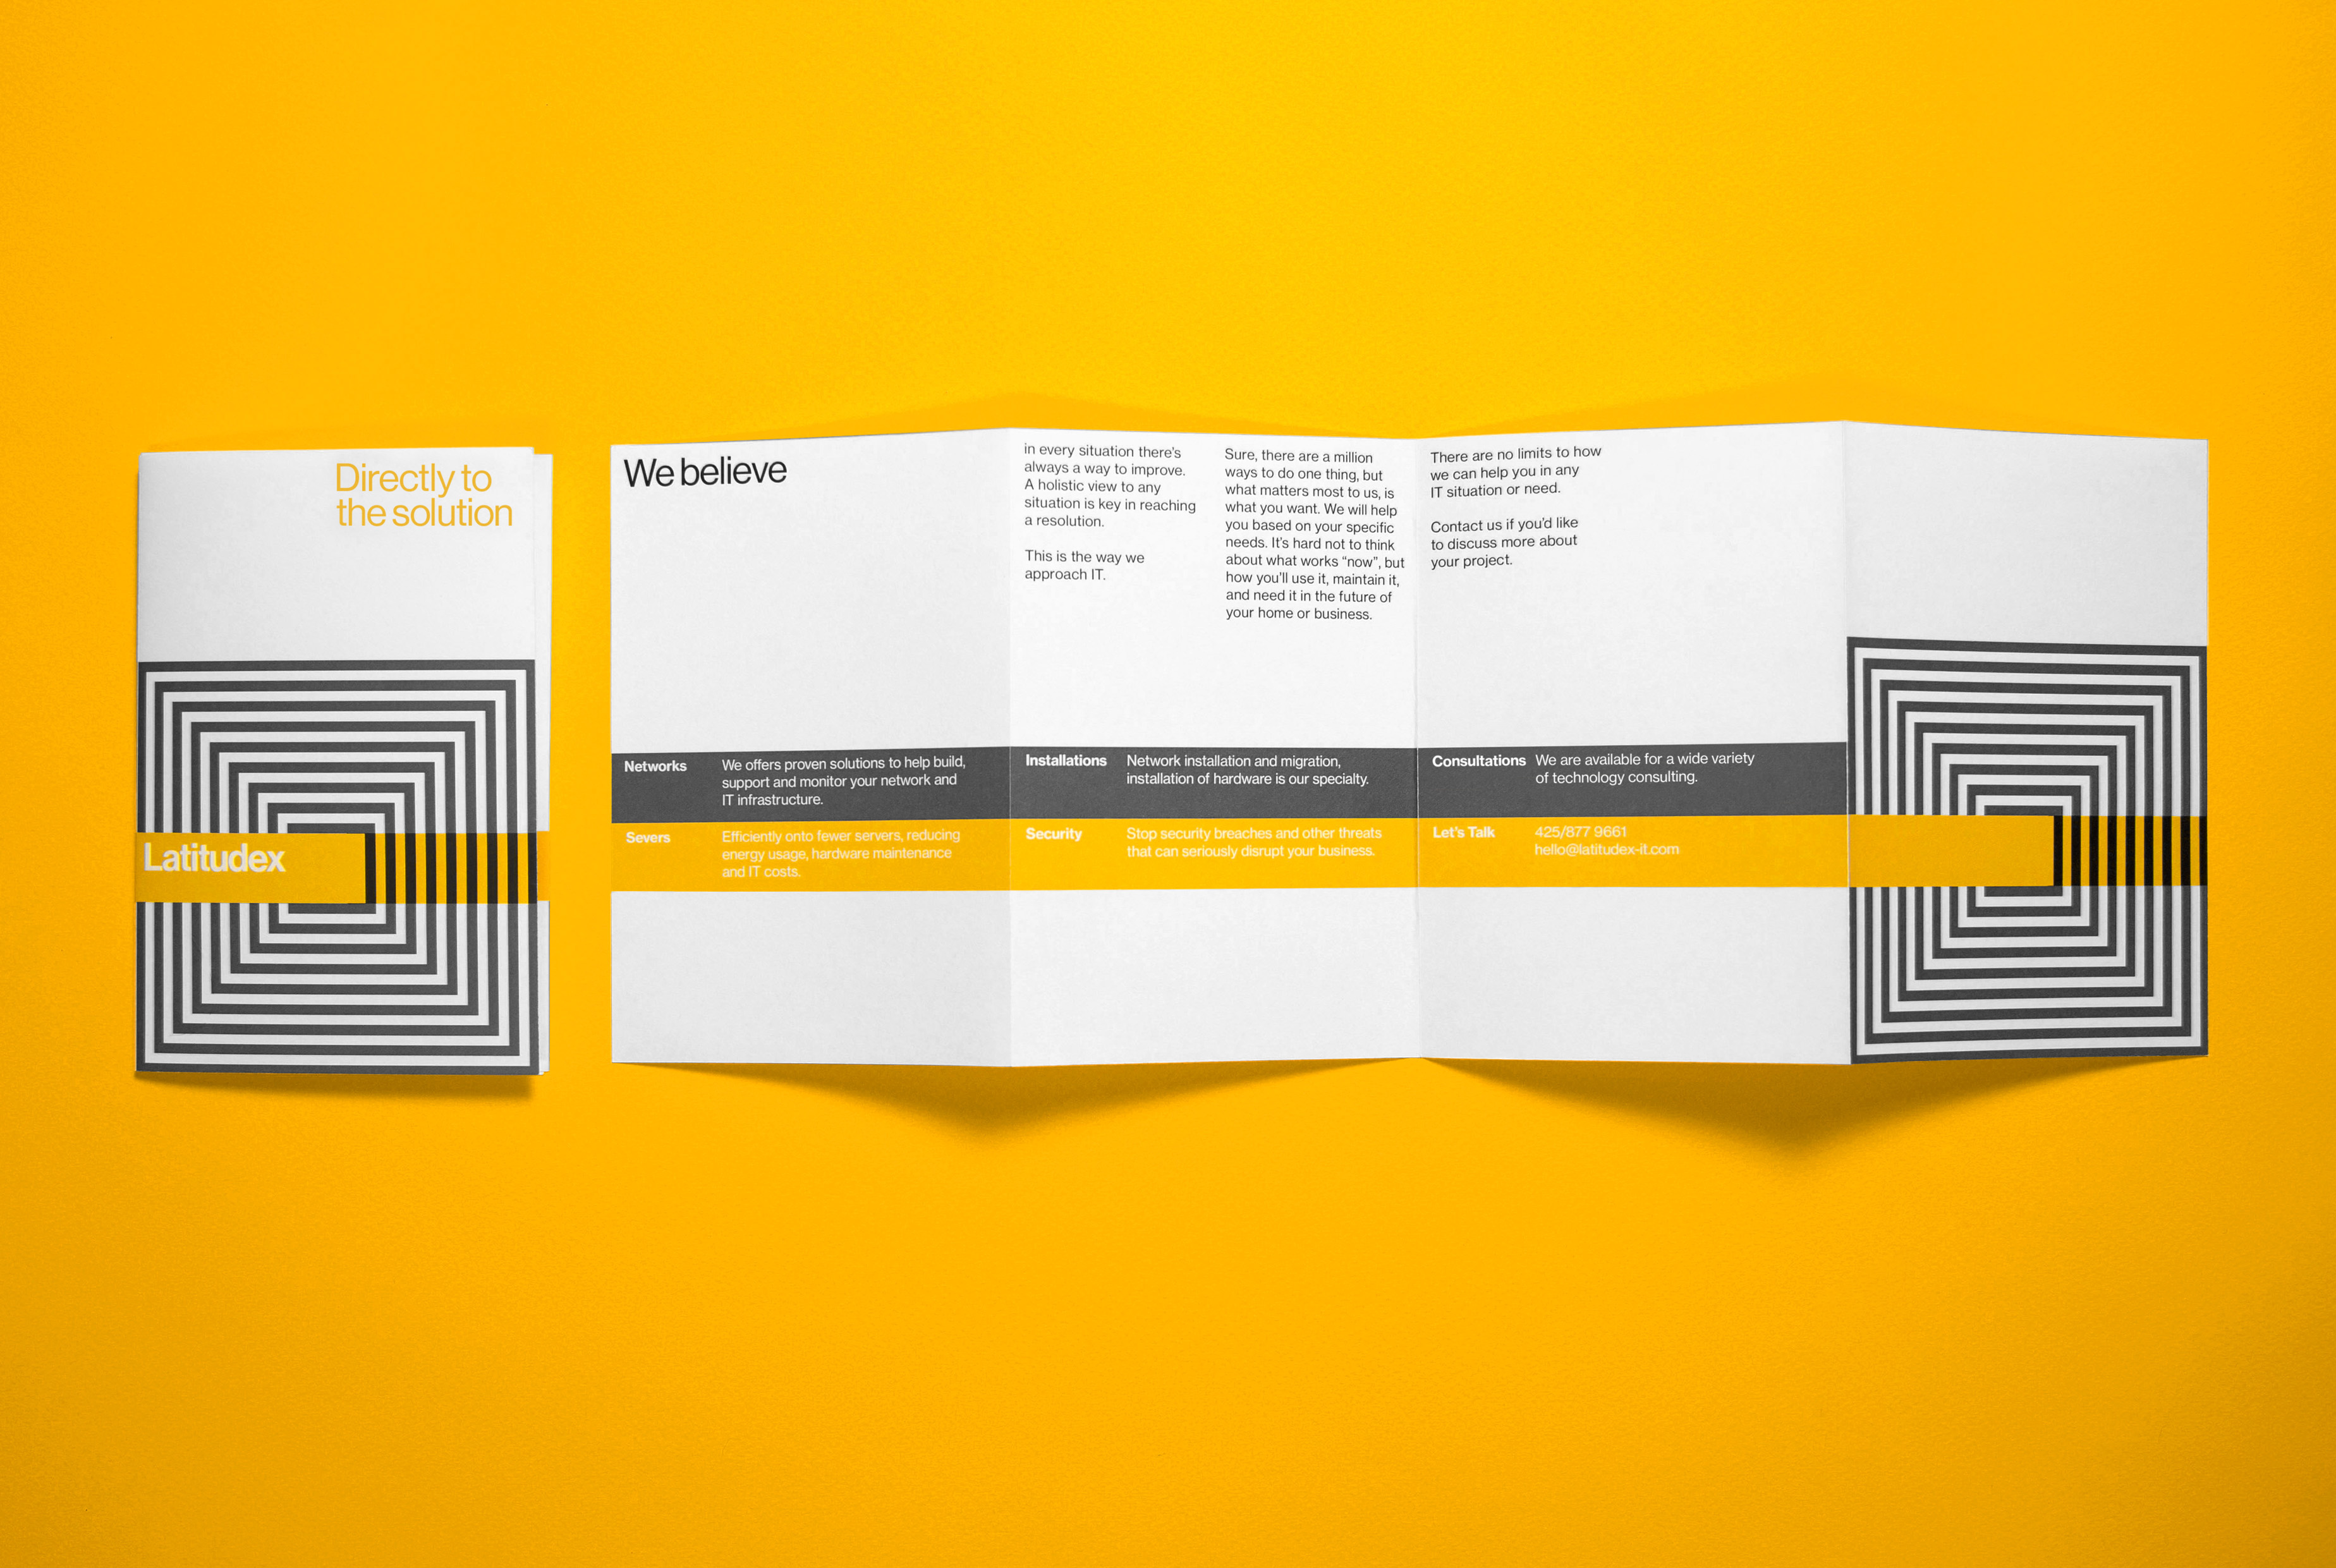 Directly to
the solution
Latitudex
We believe
in every situation there's
always a way to improve.
A holistic view to any
situation is key in reaching
a resolution.
This is the way we
approach IT.
Sure, there are a million
ways to do one thing, but
what matters most to us, is
what you want. We will help
you based on your specific
needs. It's hard not to think
about what works “now”, but
how you'll use it, maintain it,
and need it in the future of
your home or business.
There are no limits to how
we can help you in any
IT situation or need.
Contact us if you'd like
to discuss more about
your project.
Networks
We offers proven solutions to help build,
support and monitor your network and
IT infrastructure.
Installations
Network installation and migration,
installation of hardware is our specialty.
Consultations
We are available for a wide variety
of technology consulting.
Severs
Efficiently onto fewer servers, reducing
energy usage, hardware maintenance
and IT costs.
Security
Stop security breaches and other threats
that can seriously disrupt your business.
Let's Talk
425/877 9661
hello@latitudex-it.com